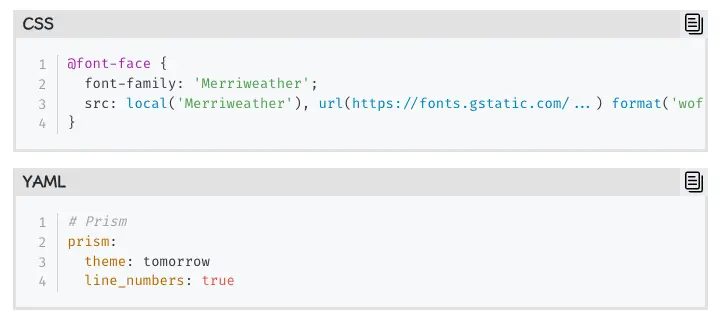 CSS
1 @font-face {
2   font-family: 'Merriweather';
3   src: local('Merriweather'), url(https://fonts.gstatic.com/...) format('wof
4 }
YAML
1 # Prism
2 prism:
3   theme: tomorrow
4   line_numbers: true